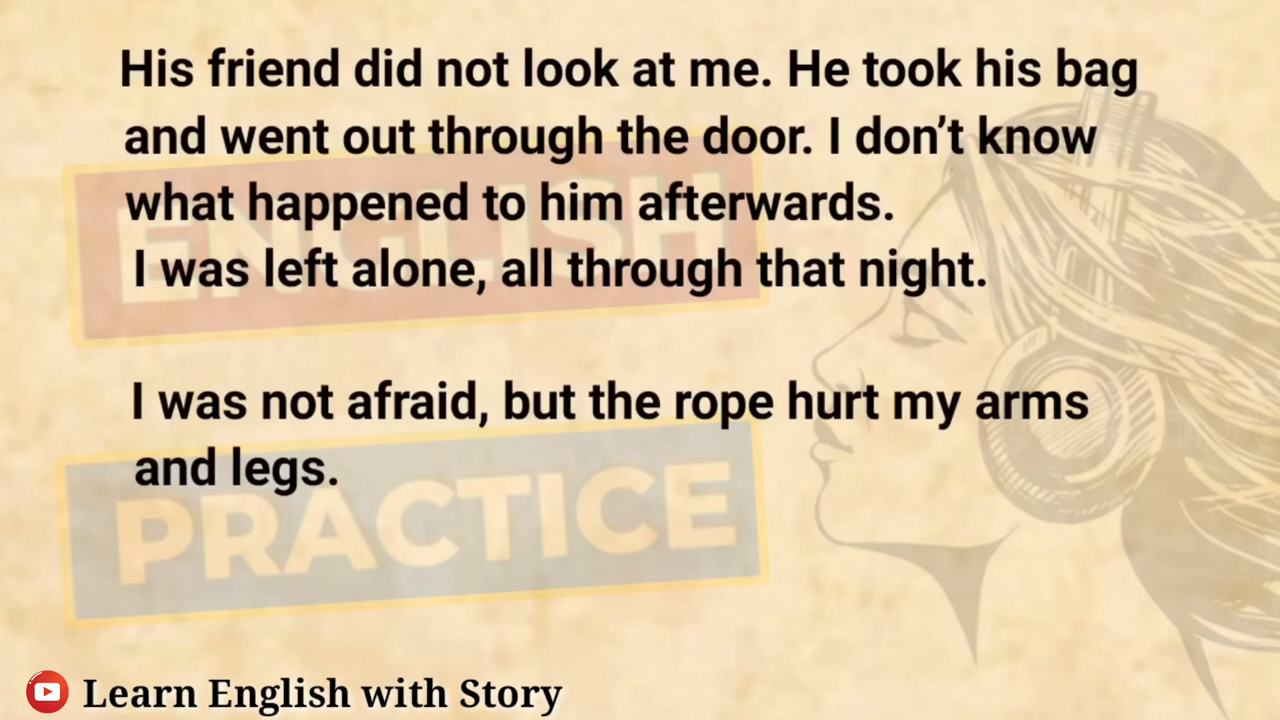 His friend did not look at me. He took his bag
and went out through the door. I don’t know
what happened to him afterwards.
I was left alone, all through that night.
I was not afraid, but the rope hurt my arms
and legs.
ENGLISH
PRACTICE
Learn English with Story